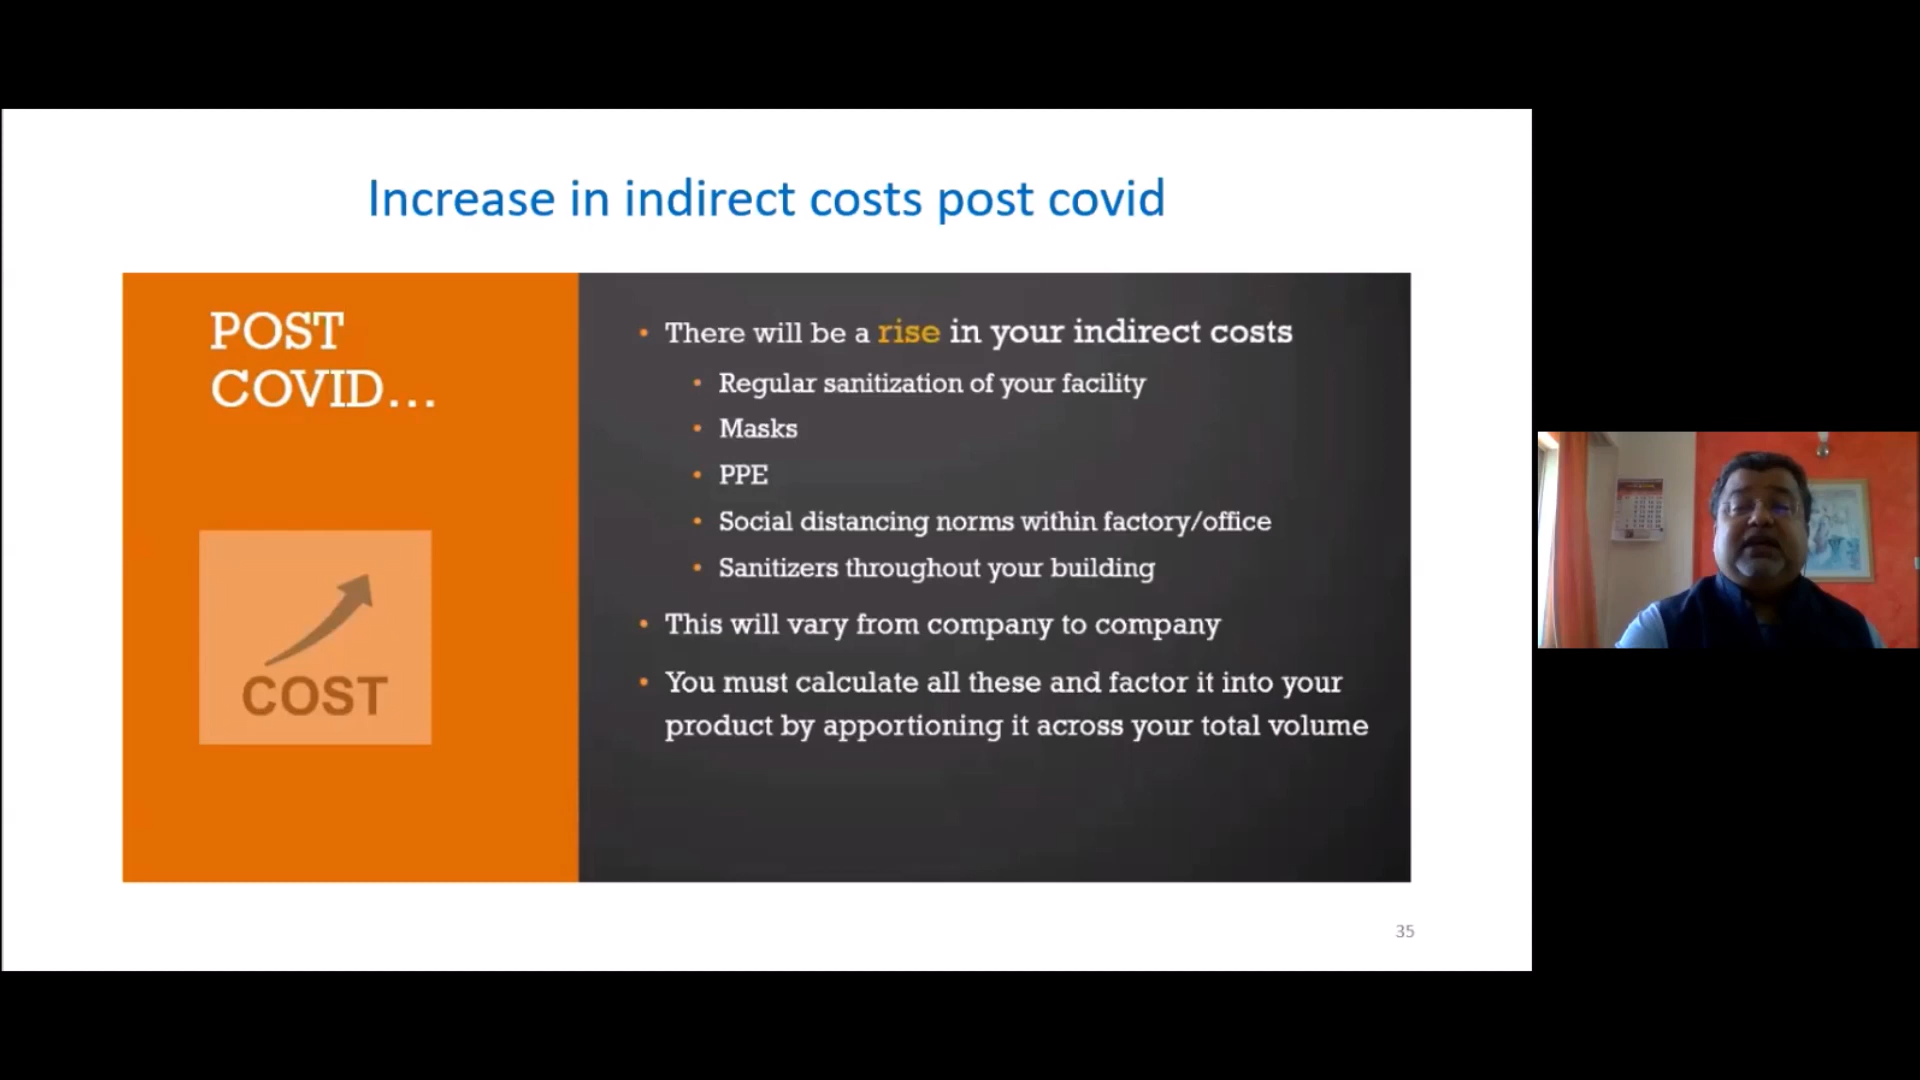 Increase in indirect costs post covid
POST
COVID...
COST
• There will be a rise in your indirect costs
• Regular sanitization of your facility
• Masks
• PPE
• Social distancing norms within factory/office
• Sanitizers throughout your building
• This will vary from company to company
• You must calculate all these and factor it into your
product by apportioning it across your total volume
35